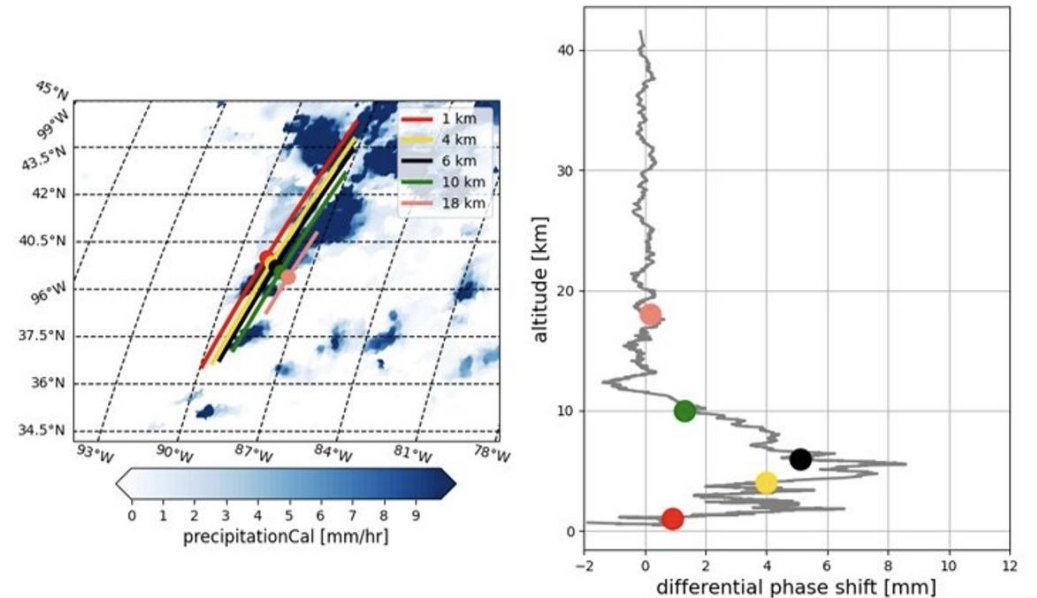 45°N
99°W
43.5°N
42°N
40.5°N
96°W
37.5°N
36°N
34.5°N
93°W 90°W 87°W 84°W 81°W 78°W
1 km
4 km
6 km
10 km
18 km
0 1 2 3 4 5 6 7 8 9
precipitationCal [mm/hr]
altitude [km]
40
30
20
10
0
−2 0 2 4 6 8 10 12
differential phase shift [mm]